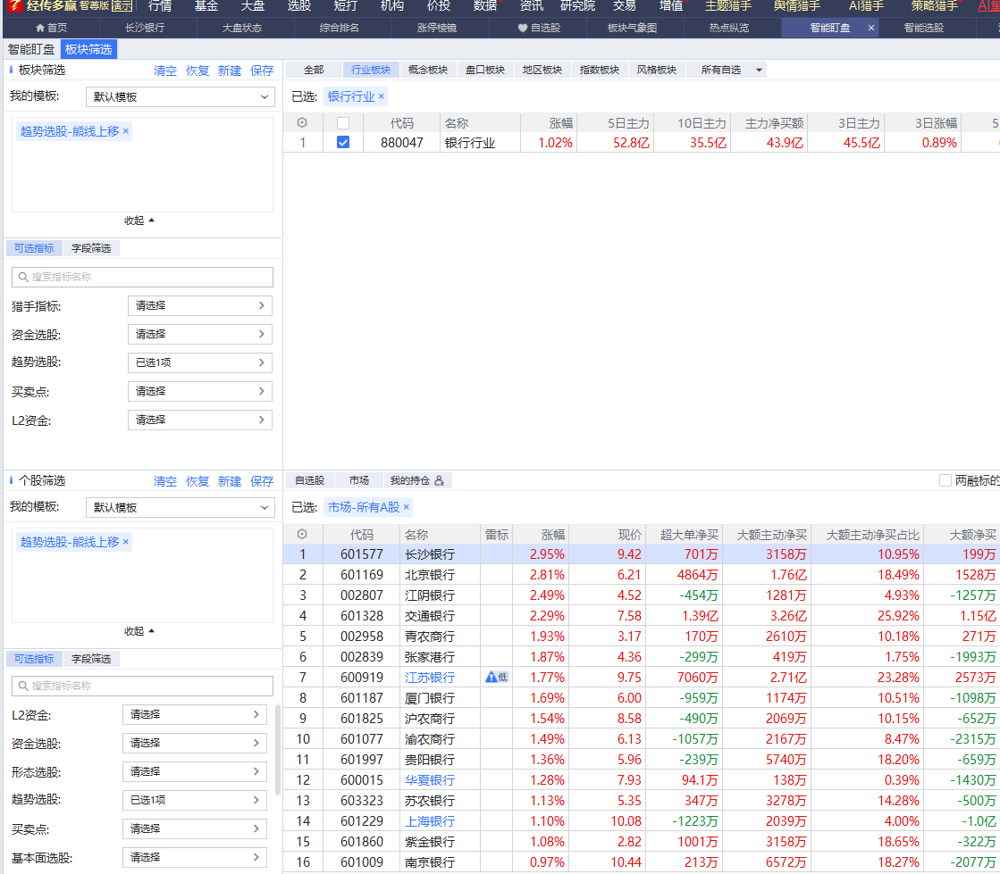 经传多赢 智尊版 演示 行情 基金 大盘 选股 短打 机构 价投 数据 资讯 研究院 交易 增值 主题猎手 舆情猎手 AI猎手 策略猎手
首页 长沙银行 大盘状态 综合排名 涨停棱镜 自选股 板块气象图 热点纵览 智能盯盘 × 智能选股
智能盯盘 板块筛选
板块筛选 清空 恢复 新建 保存
我的模板: 默认模板
趋势选股-熊线上移 ×
收起
可选指标 字段筛选
搜索指标名称
猎手指标: 请选择
资金选股: 请选择
趋势选股: 已选1项
买卖点: 请选择
L2资金: 请选择
全部 行业板块 概念板块 盘口板块 地区板块 指数板块 风格板块 所有自选
已选: 银行行业 ×
代码 名称 涨幅 5日主力 10日主力 主力净买额 3日主力 3日涨幅 5
1 880047 银行行业 1.02% 52.8亿 35.5亿 43.9亿 45.5亿 0.89%
个股筛选 清空 恢复 新建 保存
我的模板: 默认模板
趋势选股-熊线上移 ×
收起
可选指标 字段筛选
搜索指标名称
L2资金: 请选择
资金选股: 请选择
形态选股: 请选择
趋势选股: 已选1项
买卖点: 请选择
基本面选股: 请选择
自选股 市场 我的持仓 两融标的
已选: 市场-所有A股 ×
代码 名称 雷标 涨幅 现价 超大单净买 大额主动净买 大额主动净买占比 大额净买
1 601577 长沙银行 2.95% 9.42 701万 3158万 10.95% 199万
2 601169 北京银行 2.81% 6.21 4864万 1.76亿 18.49% 1528万
3 002807 江阴银行 2.49% 4.52 -454万 1281万 4.93% -1257万
4 601328 交通银行 2.29% 7.58 1.39亿 3.26亿 25.92% 1.15亿
5 002958 青农商行 1.93% 3.17 170万 2610万 10.18% 271万
6 002839 张家港行 1.87% 4.36 -299万 419万 1.75% -1993万
7 600919 江苏银行 低 1.77% 9.75 7060万 2.71亿 23.28% 2573万
8 601187 厦门银行 1.69% 6.00 -959万 1174万 10.51% -1098万
9 601825 沪农商行 1.54% 8.58 -490万 2069万 10.15% -652万
10 601077 渝农商行 1.49% 6.13 -1057万 2167万 8.47% -2315万
11 601997 贵阳银行 1.36% 5.96 -239万 5740万 18.20% -659万
12 600015 华夏银行 1.28% 7.93 94.1万 138万 0.39% -1430万
13 603323 苏农银行 1.13% 5.35 347万 3278万 14.28% -500万
14 601229 上海银行 1.10% 10.08 -1223万 2039万 4.00% -1.0亿
15 601860 紫金银行 1.08% 2.82 1001万 3158万 18.65% -322万
16 601009 南京银行 0.97% 10.44 213万 6572万 18.27% -2077万